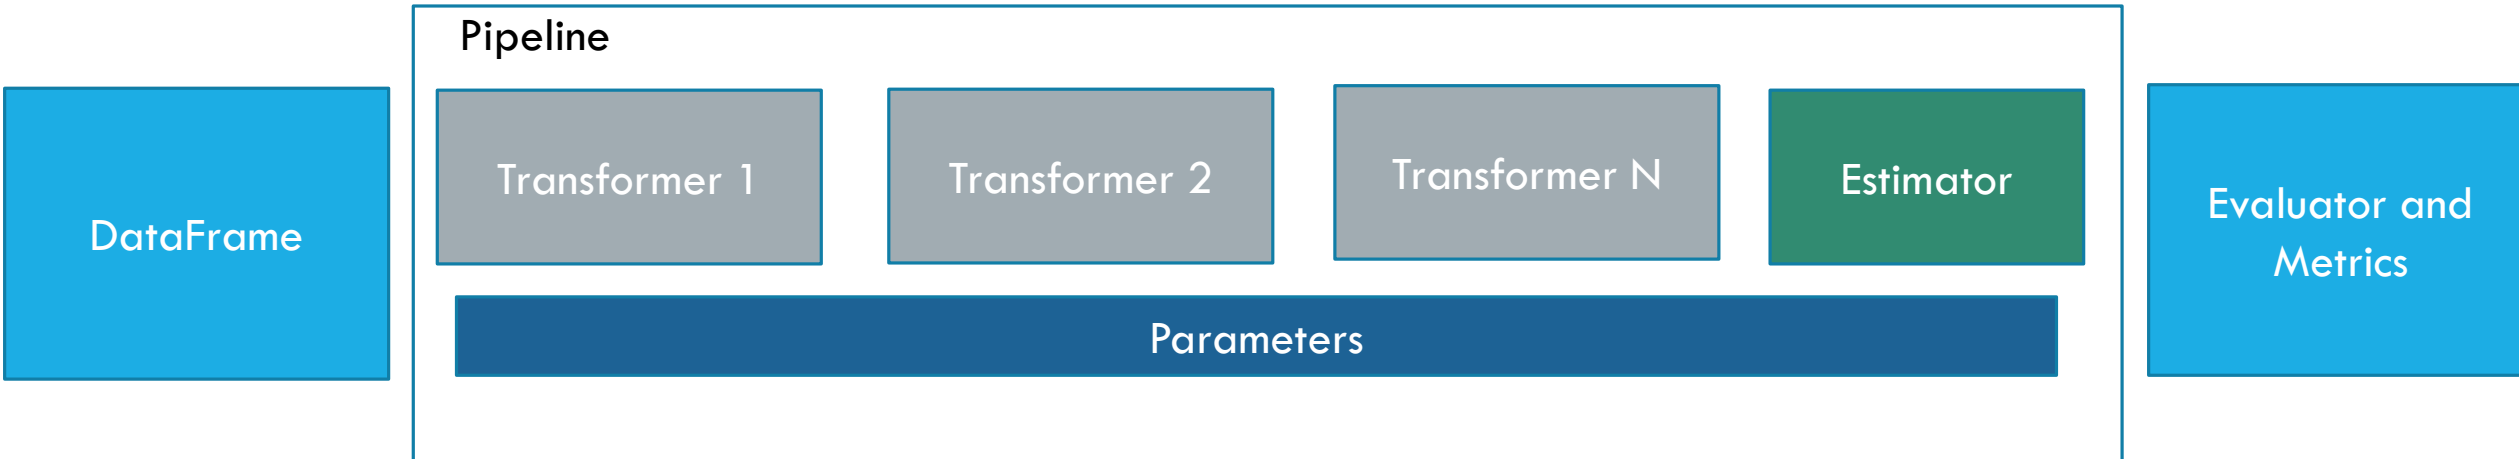 Pipeline
DataFrame
Transformer 1
Transformer 2
Transformer N
Estimator
Parameters
Evaluator and
Metrics